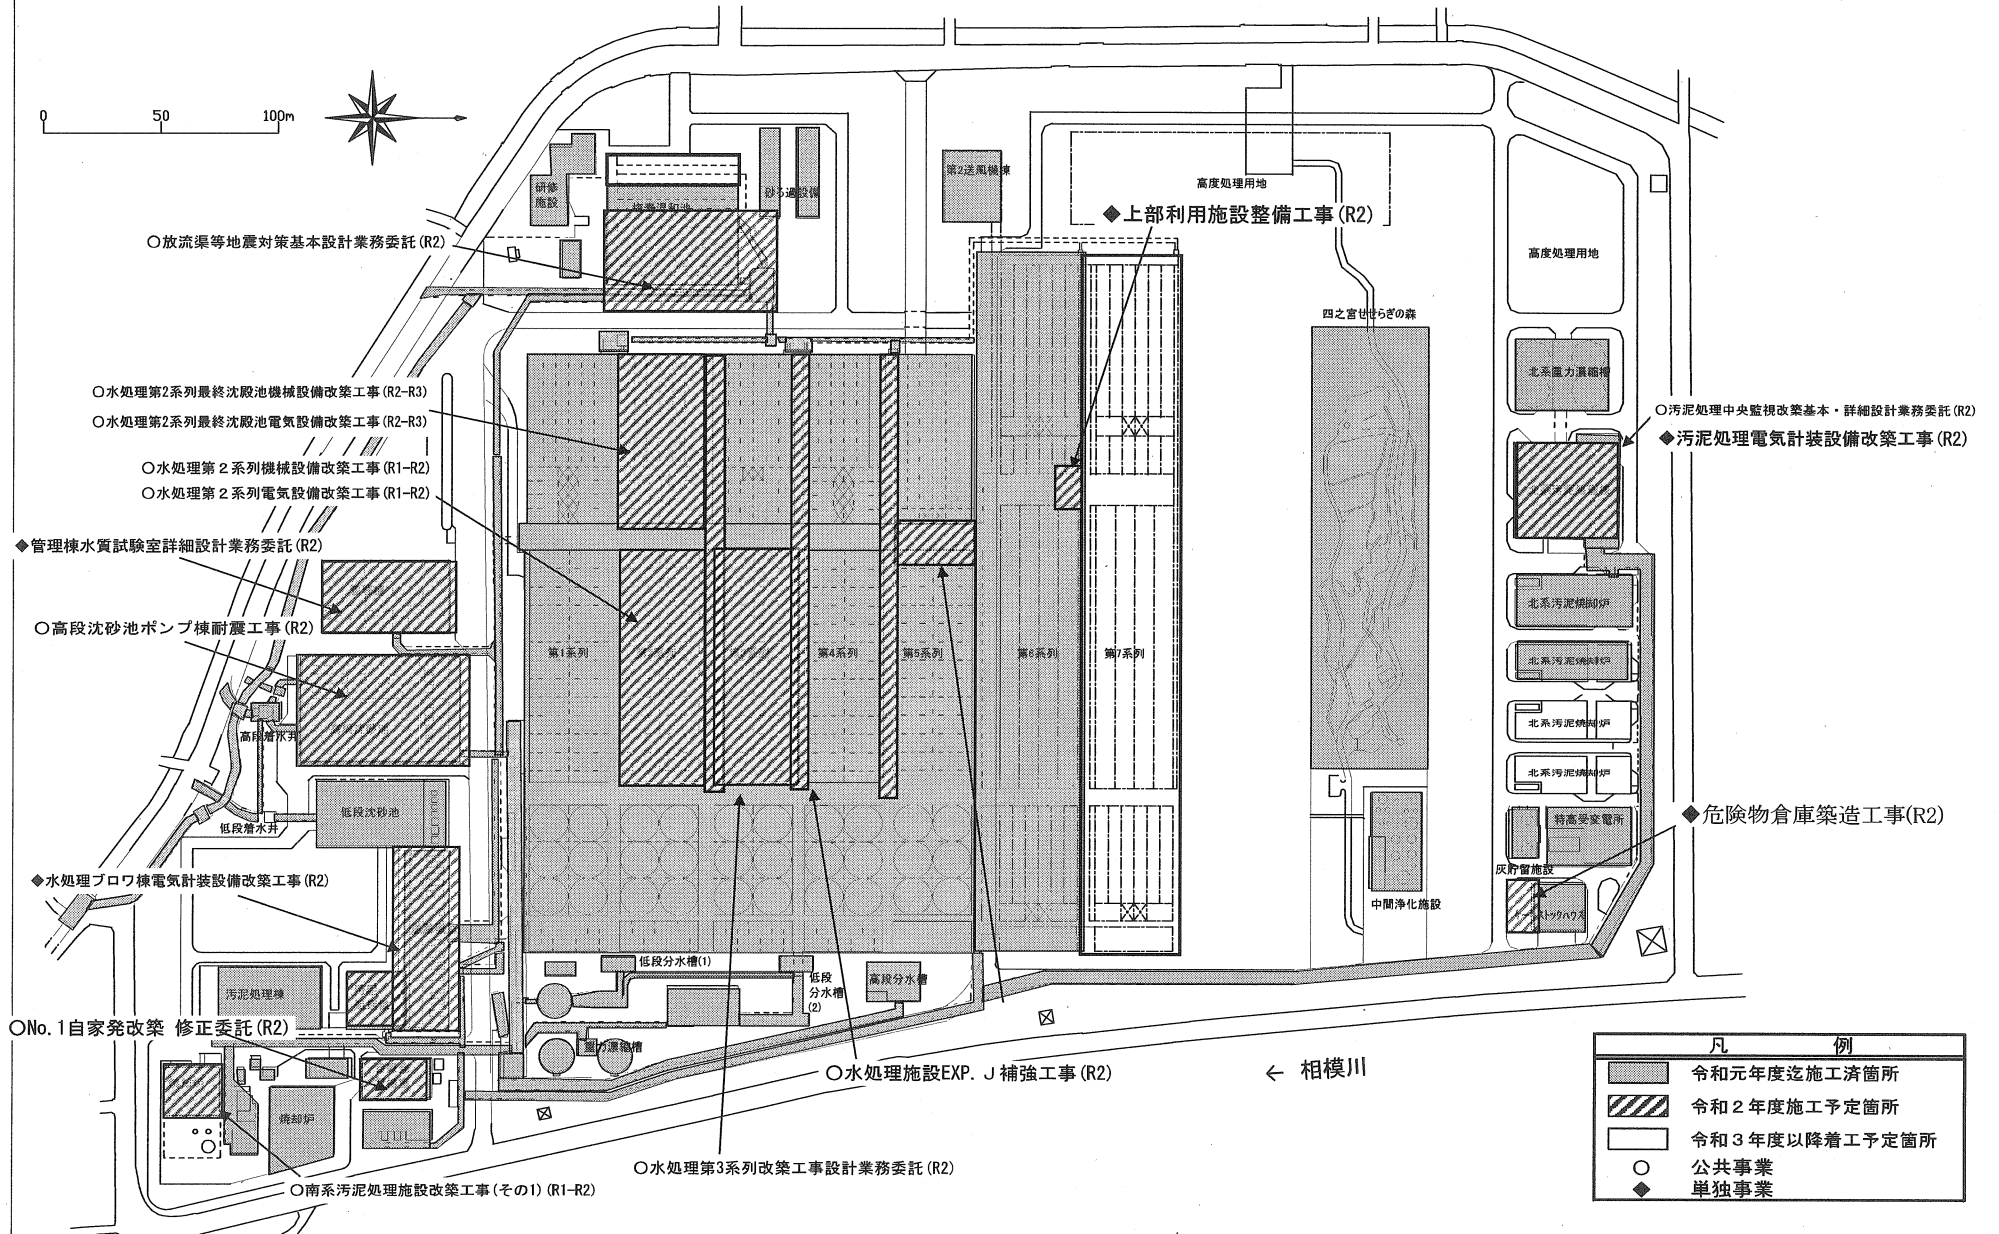 0 50 100m
研修
施設
砂ろ過設備
第2送風機棟
高度処理用地
◆上部利用施設整備工事(R2)
○放流渠等地震対策基本設計業務委託(R2)
高度処理用地
四之宮せせらぎの森
北系重力濃縮槽
○水処理第2系列最終沈殿池機械設備改築工事(R2-R3)
○水処理第2系列最終沈殿池電気設備改築工事(R2-R3)
○汚泥処理中央監視改築基本・詳細設計業務委託(R2)
◆汚泥処理電気計装設備改築工事(R2)
○水処理第2系列機械設備改築工事(R1-R2)
○水処理第2系列電気設備改築工事(R1-R2)
◆管理棟水質試験室詳細設計業務委託(R2)
○高段沈砂池ポンプ棟耐震工事(R2)
北系汚泥焼却炉
第1系列
第4系列
第5系列
第6系列
第7系列
北系汚泥焼却炉
北系汚泥焼却炉
高段着水井
北系汚泥焼却炉
低段沈砂池
低段着水井
特高受変電所
◆危険物倉庫築造工事(R2)
灰貯留施設
◆水処理ブロワ棟電気計装設備改築工事(R2)
中間浄化施設
ストックハウス
低段分水槽(1)
低段
分水槽
(2)
高段分水槽
汚泥処理棟
○No.1自家発改築 修正委託(R2)
重力濃縮槽
○水処理施設EXP.J補強工事(R2)
← 相模川
焼却炉
○水処理第3系列改築工事設計業務委託(R2)
○南系汚泥処理施設改築工事(その1)(R1-R2)
凡 例
令和元年度迄施工済箇所
令和2年度施工予定箇所
令和3年度以降着工予定箇所
○ 公共事業
◆ 単独事業